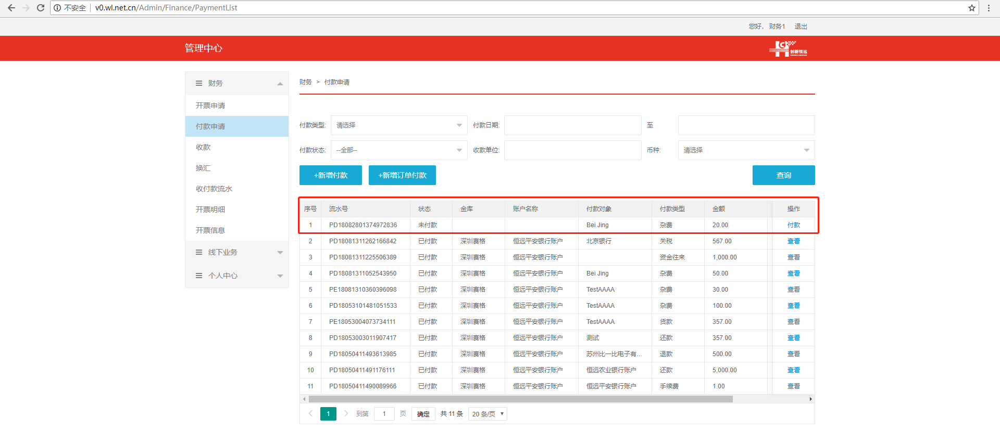 不安全 v0.wl.net.cn/Admin/Finance/PaymentList
您好, 财务1 退出
管理中心
创新恒远
财务
开票申请
付款申请
收款
换汇
收付款流水
开票明细
开票信息
线下业务
个人中心
财务 > 付款申请
付款类型: 请选择 付款日期: 至
付款状态: --全部-- 收款单位: 币种: 请选择
+新增付款 +新增订单付款 查询
序号 流水号 状态 金库 账户名称 付款对象 付款类型 金额 操作
1 PD18082801374972836 未付款 Bei Jing 杂费 20.00 付款
2 PD18081311262166842 已付款 深圳赛格 恒远平安银行账户 北京银行 关税 567.00 查看
3 PD18081311225506389 已付款 深圳赛格 恒远平安银行账户 资金往来 1,000.00 查看
4 PD18081311052543950 已付款 深圳赛格 恒远平安银行账户 Bei Jing 杂费 50.00 查看
5 PE18081310360396098 已付款 深圳赛格 恒远平安银行账户 TestAAAA 杂费 30.00 查看
6 PD18053101481051533 已付款 深圳赛格 恒远平安银行账户 TestAAAA 杂费 100.00 查看
7 PE18053004073734111 已付款 深圳赛格 恒远平安银行账户 TestAAAA 货款 357.00 查看
8 PD18053003011907417 已付款 深圳赛格 恒远平安银行账户 测试 还款 357.00 查看
9 PD18050411493613985 已付款 深圳赛格 恒远平安银行账户 苏州比一比电子有... 退款 500.00 查看
10 PD18050411491176111 已付款 深圳赛格 恒远平安银行账户 恒远农业银行账户 还款 5,000.00 查看
11 PD18050411490089966 已付款 深圳赛格 恒远平安银行账户 恒远平安银行账户 手续费 1.00 查看
1 到第 1 页 确定 共 11 条 20 条/页